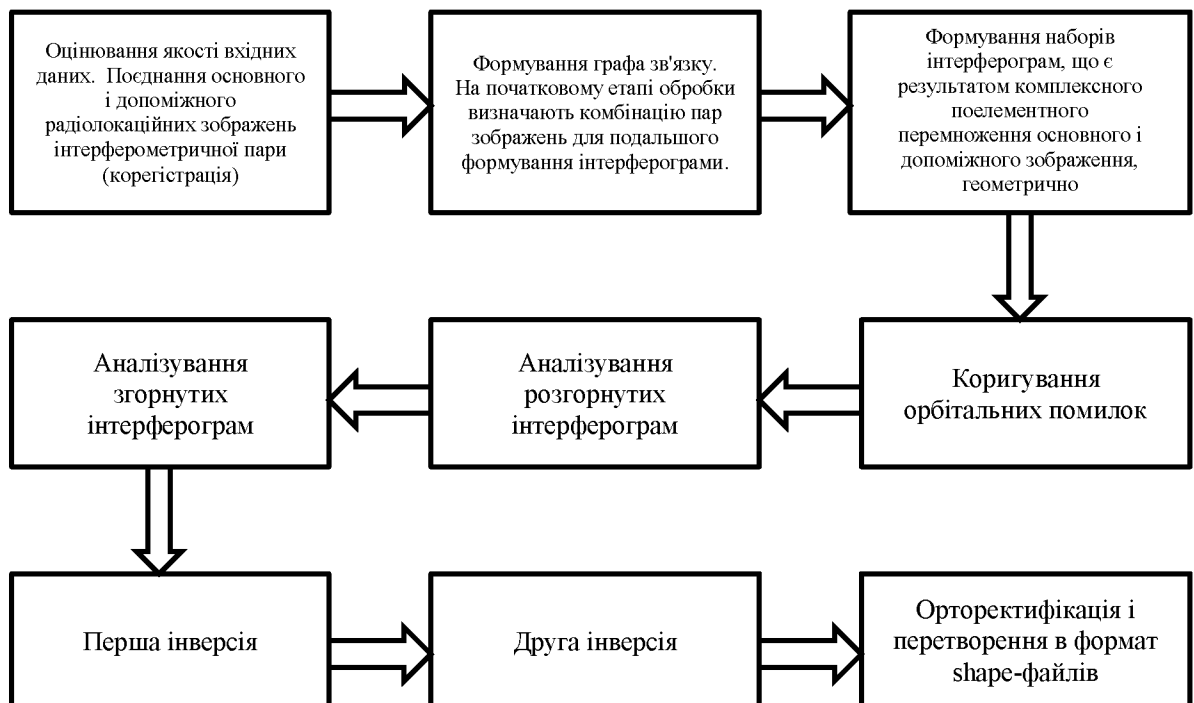 Оцінювання якості вхідних
даних. Поєднання основного
і допоміжного
радіолокаційних зображень
інтерферометричної пари
(корегістрація)
Формування графа зв'язку.
На початковому етапі обробки
визначають комбінацію пар
зображень для подальшого
формування інтерферограми.
Формування наборів
інтерферограм, що є
результатом комплексного
поелементного
перемноження основного і
допоміжного зображення,
геометрично
Коригування
орбітальних помилок
Аналізування
розгорнутих
інтерферограм
Аналізування
згорнутих
інтерферограм
Перша інверсія
Друга інверсія
Орторектифікація і
перетворення в формат
shape-файлів